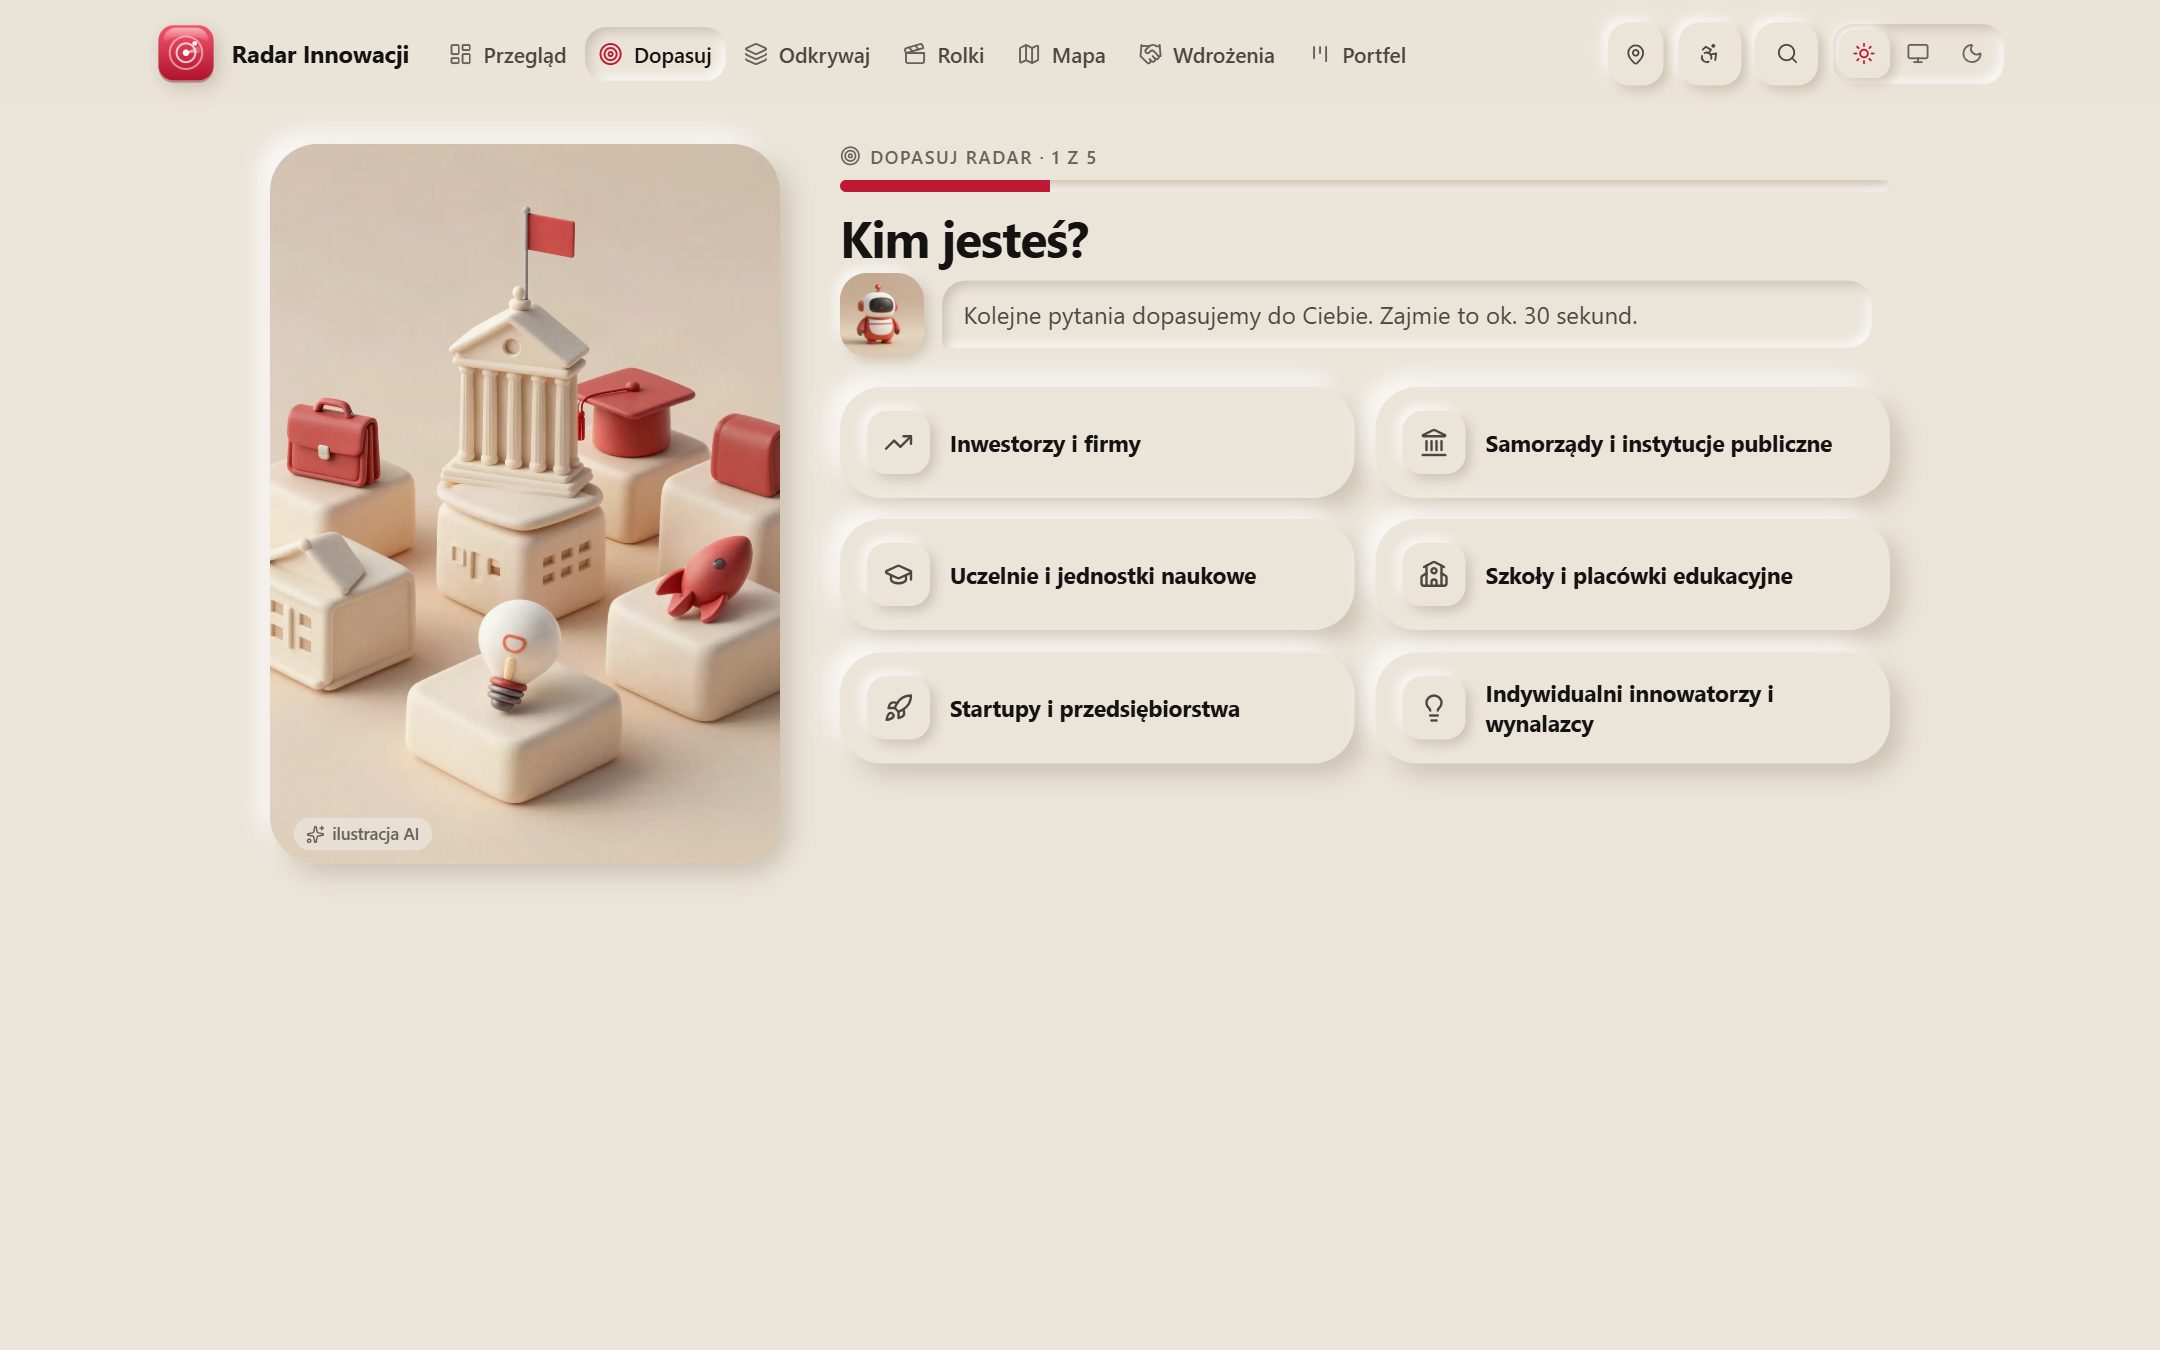 Radar Innowacji
Przegląd
Dopasuj
Odkrywaj
Rolki
Mapa
Wdrożenia
Portfel
DOPASUJ RADAR · 1 Z 5
Kim jesteś?
Kolejne pytania dopasujemy do Ciebie. Zajmie to ok. 30 sekund.
Inwestorzy i firmy
Samorządy i instytucje publiczne
Uczelnie i jednostki naukowe
Szkoły i placówki edukacyjne
Startupy i przedsiębiorstwa
Indywidualni innowatorzy i
wynalazcy
ilustracja AI